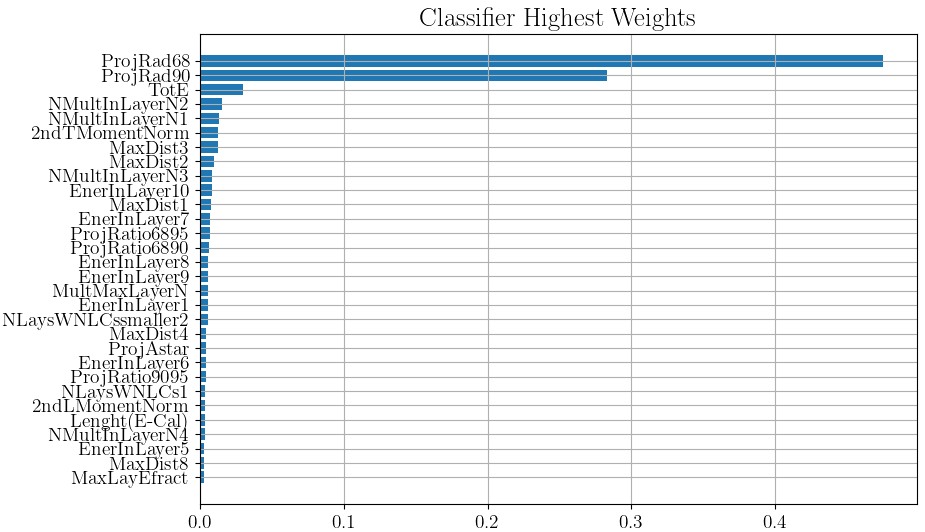 Classifier Highest Weights
ProjRad68
ProjRad90
TotE
NMultInLayerN2
NMultInLayerN1
2ndTMomentNorm
MaxDist3
MaxDist2
NMultInLayerN3
EnerInLayer10
MaxDist1
EnerInLayer7
ProjRatio6895
ProjRatio6890
EnerInLayer8
EnerInLayer9
MultMaxLayerN
EnerInLayer1
NLaysWNLCssmaller2
MaxDist4
ProjAstar
EnerInLayer6
ProjRatio9095
NLaysWNLCs1
2ndLMomentNorm
Lenght(E-Cal)
NMultInLayerN4
EnerInLayer5
MaxDist8
MaxLayEfract
0.0 0.1 0.2 0.3 0.4